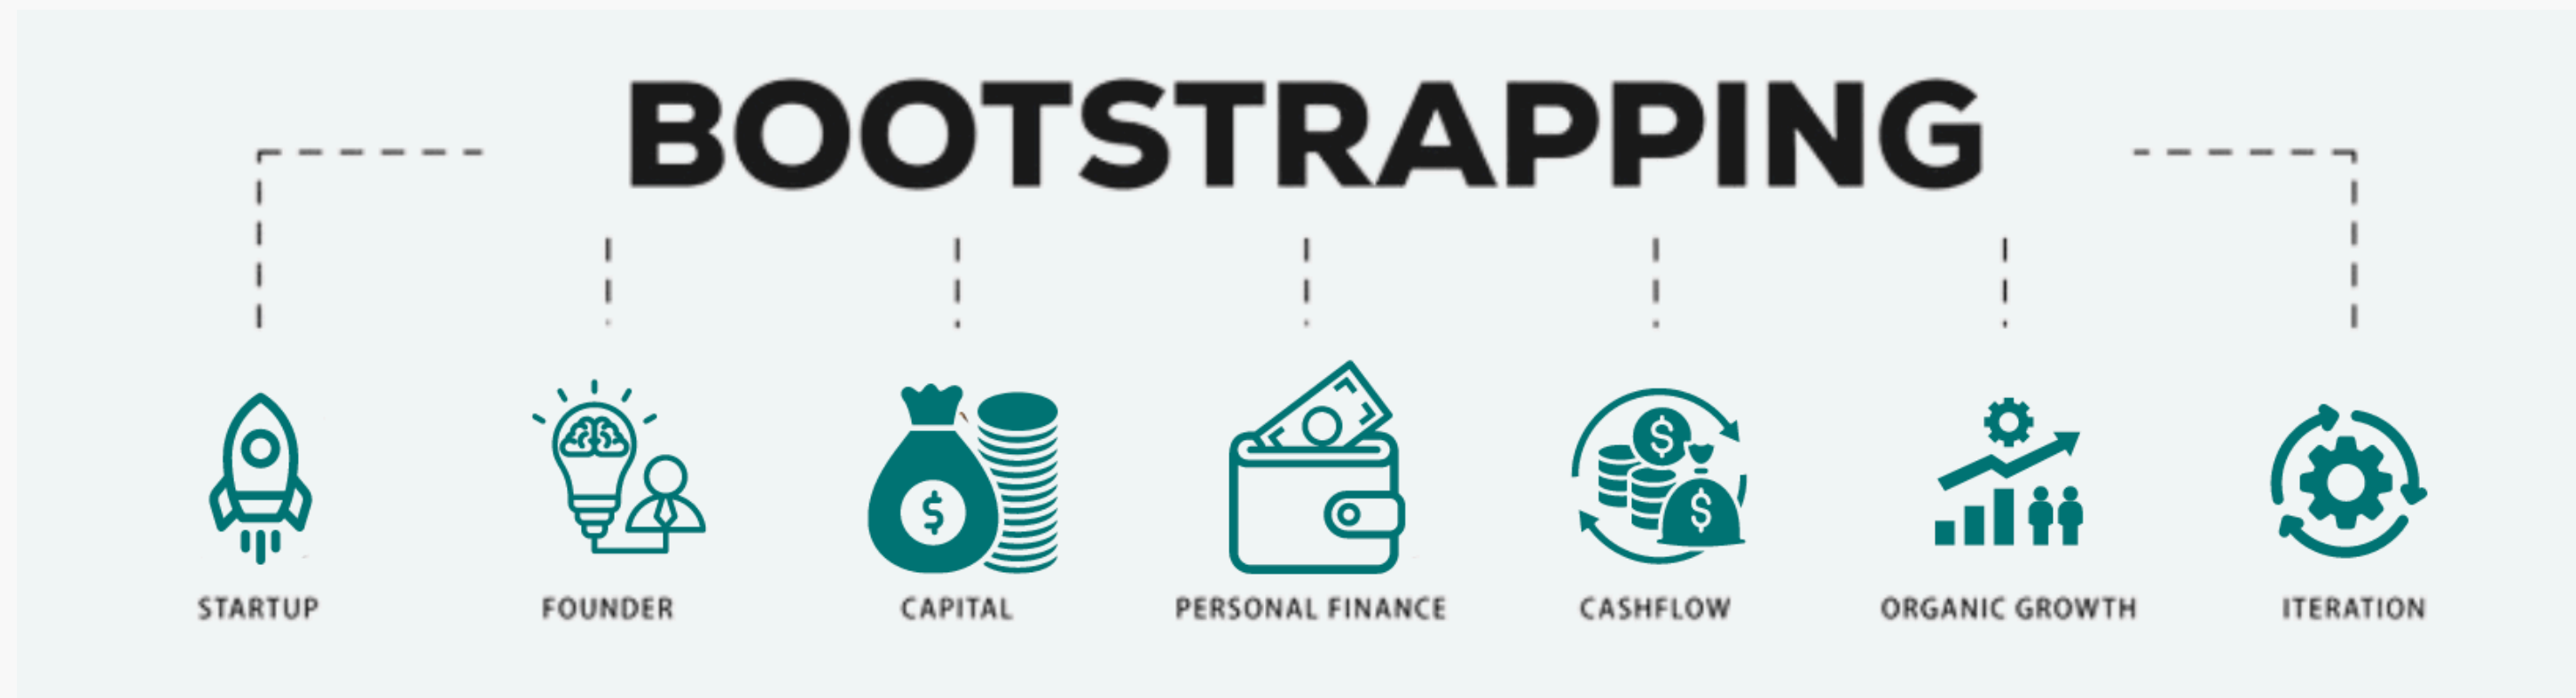 BOOTSTRAPPING
STARTUP
FOUNDER
CAPITAL
PERSONAL FINANCE
CASHFLOW
ORGANIC GROWTH
ITERATION